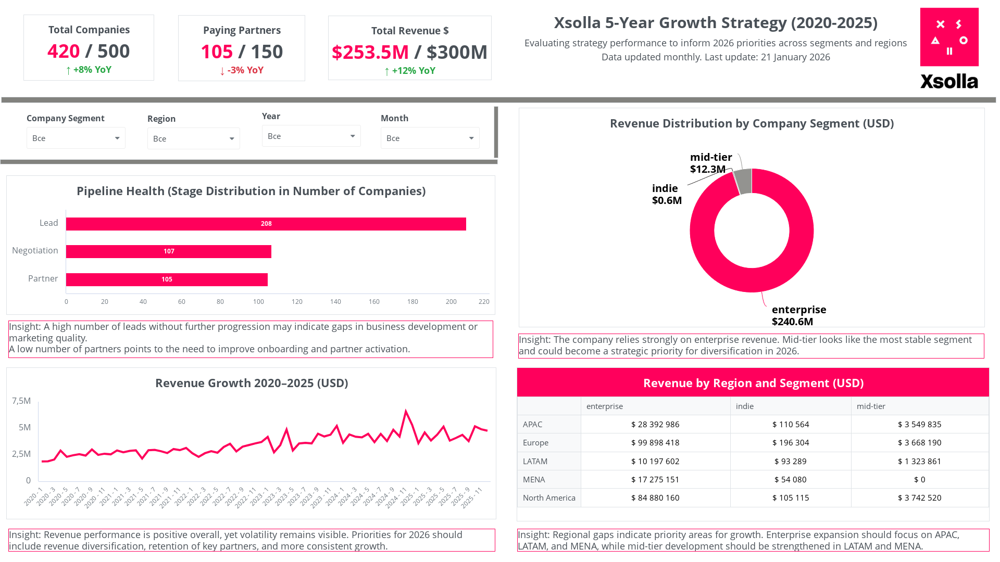 Total Companies
420 / 500
↑ +8% YoY
Paying Partners
105 / 150
↓ -3% YoY
Total Revenue $
$253.5M / $300M
↑ +12% YoY
Xsolla 5-Year Growth Strategy (2020-2025)
Evaluating strategy performance to inform 2026 priorities across segments and regions
Data updated monthly. Last update: 21 January 2026
Xsolla
Company Segment
Все
Region
Все
Year
Все
Month
Все
Pipeline Health (Stage Distribution in Number of Companies)
Lead
208
Negotiation
107
Partner
105
0 20 40 60 80 100 120 140 160 180 200 220
Insight: A high number of leads without further progression may indicate gaps in business development or
marketing quality.
A low number of partners points to the need to improve onboarding and partner activation.
Revenue Distribution by Company Segment (USD)
mid-tier
$12.3M
indie
$0.6M
enterprise
$240.6M
Insight: The company relies strongly on enterprise revenue. Mid-tier looks like the most stable segment
and could become a strategic priority for diversification in 2026.
Revenue Growth 2020–2025 (USD)
7,5M
5M
2,5M
0
2020 - 1 2020 - 3 2020 - 5 2020 - 7 2020 - 9 2020 - 11 2021 - 1 2021 - 3 2021 - 5 2021 - 7 2021 - 9 2021 - 11 2022 - 1 2022 - 3 2022 - 5 2022 - 7 2022 - 9 2022 - 11 2023 - 1 2023 - 3 2023 - 5 2023 - 7 2023 - 9 2023 - 11 2024 - 1 2024 - 3 2024 - 5 2024 - 7 2024 - 9 2024 - 11 2025 - 1 2025 - 3 2025 - 5 2025 - 7 2025 - 9 2025 - 11
Insight: Revenue performance is positive overall, yet volatility remains visible. Priorities for 2026 should
include revenue diversification, retention of key partners, and more consistent growth.
Revenue by Region and Segment (USD)
enterprise indie mid-tier
APAC $ 28 392 986 $ 110 564 $ 3 549 835
Europe $ 99 898 418 $ 196 304 $ 3 668 190
LATAM $ 10 197 602 $ 93 289 $ 1 323 861
MENA $ 17 275 151 $ 54 080 $ 0
North America $ 84 880 160 $ 105 115 $ 3 742 520
Insight: Regional gaps indicate priority areas for growth. Enterprise expansion should focus on APAC,
LATAM, and MENA, while mid-tier development should be strengthened in LATAM and MENA.